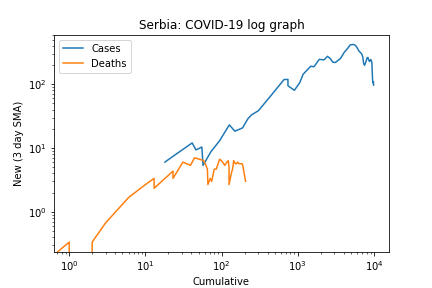 Serbia: COVID-19 log graph
Cases
Deaths
New (3 day SMA)
10²
10¹
10⁰
10⁰ 10¹ 10² 10³ 10⁴
Cumulative